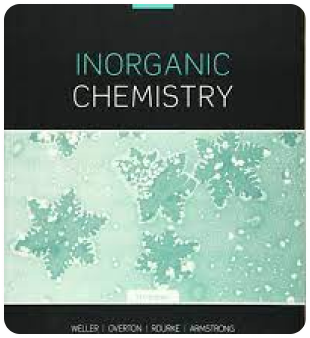 INORGANIC
CHEMISTRY
WELLER | OVERTON | ROURKE | ARMSTRONG